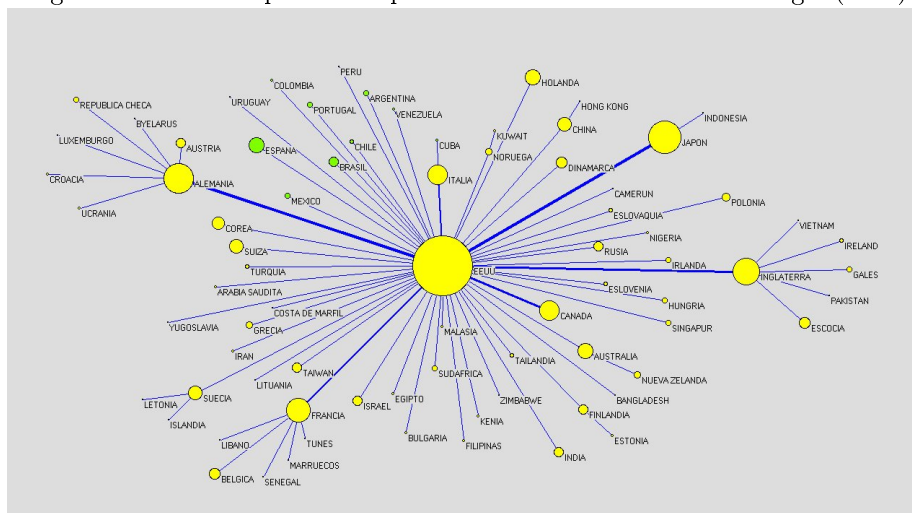 PERU
COLOMBIA
HOLANDA
ARGENTINA
URUGUAY
REPUBLICA CHECA
PORTUGAL
HONG KONG
VENEZUELA
INDONESIA
BYELARUS
CHINA
KUWAIT
LUXEMBURGO
JAPON
AUSTRIA
CUBA
CHILE
ESPAÑA
NORUEGA
BRASIL
DINAMARCA
CROACIA
ALEMANIA
ITALIA
CAMERUN
MEXICO
POLONIA
UCRANIA
ESLOVAQUIA
VIETNAM
COREA
NIGERIA
IRELAND
SUIZA
RUSIA
IRLANDA
TURQUIA
EEUU
INGLATERRA
GALES
ARABIA SAUDITA
ESLOVENIA
PAKISTAN
HUNGRIA
COSTA DE MARFIL
CANADA
YUGOSLAVIA
GRECIA
MALASIA
SINGAPUR
ESCOCIA
IRAN
TAILANDIA
AUSTRALIA
TAIWAN
SUDAFRICA
LITUANIA
NUEVA ZELANDA
SUECIA
EGIPTO
ZIMBABWE
BANGLADESH
LETONIA
ISRAEL
FRANCIA
FINLANDIA
ISLANDIA
KENIA
LIBANO
TUNES
BULGARIA
FILIPINAS
ESTONIA
INDIA
MARRUECOS
BELGICA
SENEGAL